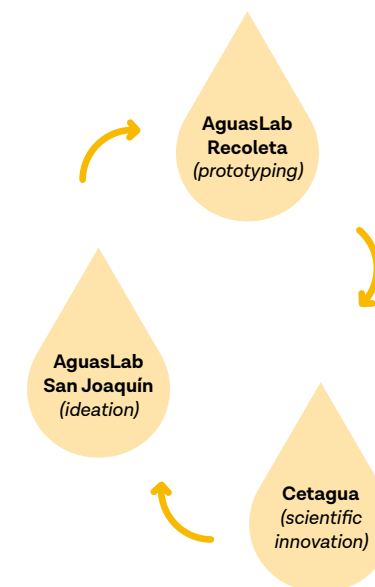 AguasLab
Recoleta
(prototyping)
AguasLab
San Joaquín
(ideation)
Cetagua
(scientific
innovation)